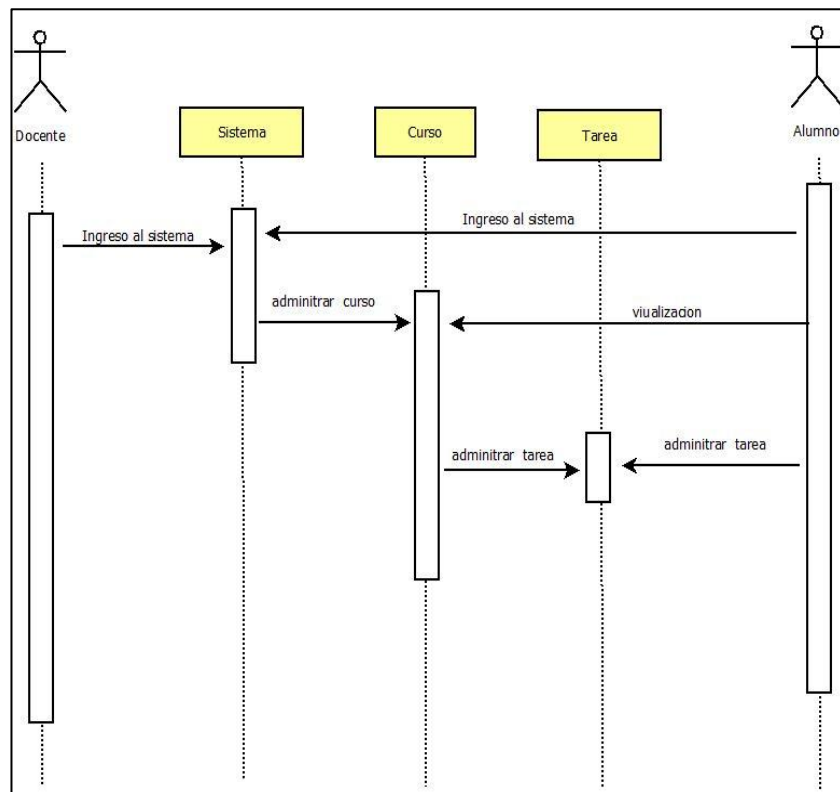 Docente
Sistema
Curso
Tarea
Alumno
Ingreso al sistema
Ingreso al sistema
adminitrar curso
viualizacion
adminitrar tarea
adminitrar tarea